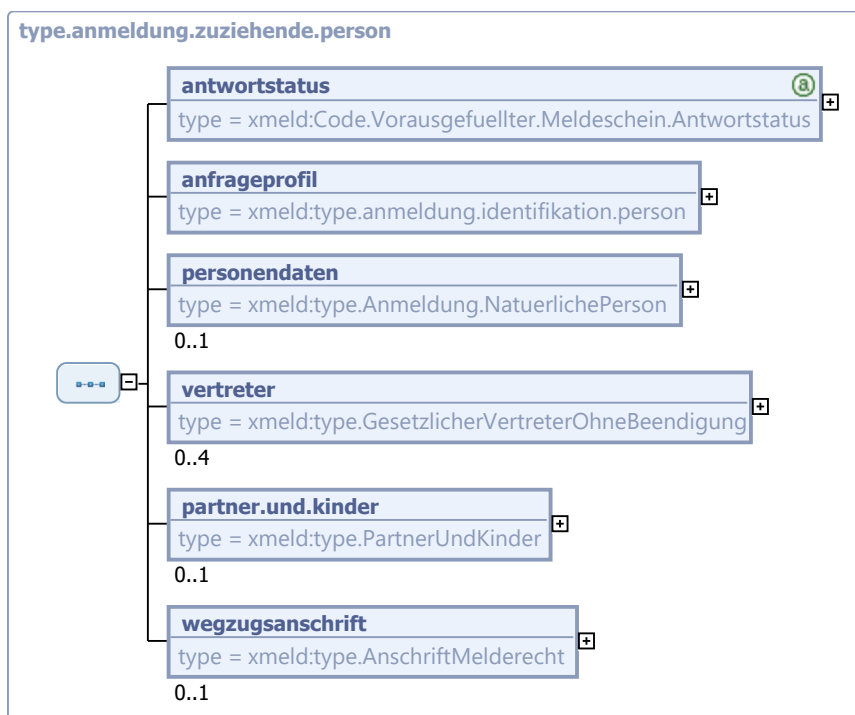 type.anmeldung.zuziehende.person
antwortstatus
type = xmeld:Code.Vorausgefuellter.Meldeschein.Antwortstatus
anfrageprofil
type = xmeld:type.anmeldung.identifikation.person
personendaten
type = xmeld:type.Anmeldung.NatuerlichePerson
0..1
vertreter
type = xmeld:type.GesetzlicherVertreterOhneBeendigung
0..4
partner.und.kinder
type = xmeld:type.PartnerUndKinder
0..1
wegzugsanschrift
type = xmeld:type.AnschriftMelderecht
0..1